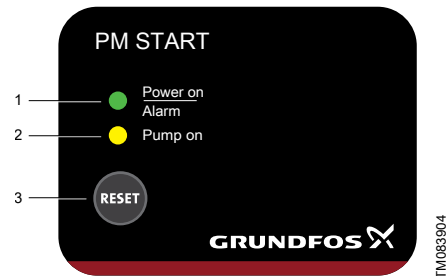 PM START
1
Power on
Alarm
2
Pump on
3
RESET
GRUNDFOS
TM083904